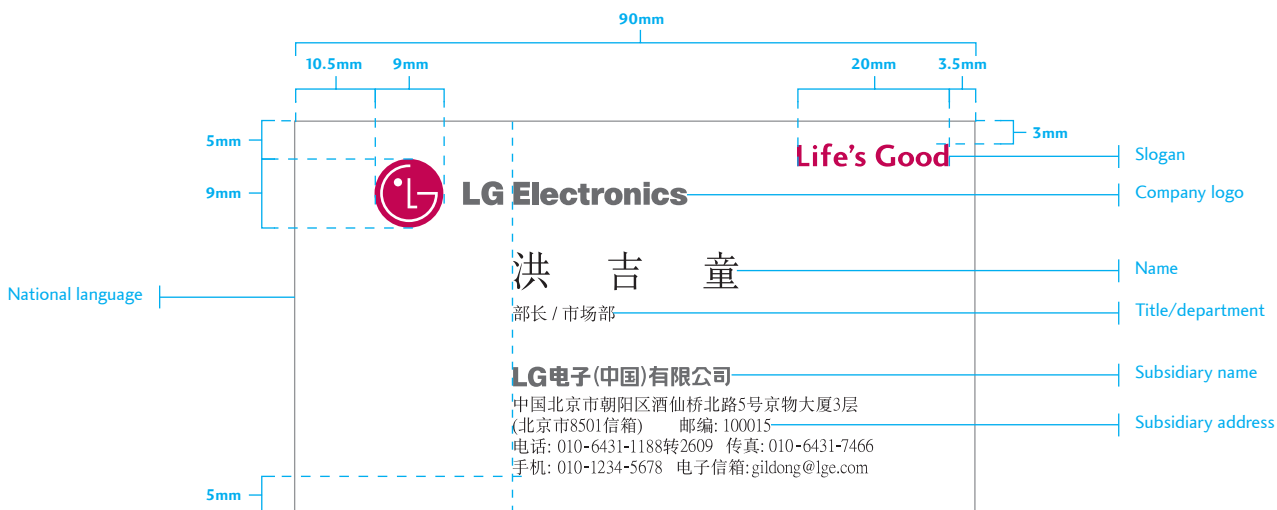 90mm
10.5mm 9mm 20mm 3.5mm
5mm
3mm
Life's Good
Slogan
9mm
LG Electronics
Company logo
洪 吉 童
Name
National language
部长 / 市场部
Title/department
LG电子(中国)有限公司
Subsidiary name
中国北京市朝阳区酒仙桥北路5号京物大厦3层
(北京市8501信箱) 邮编: 100015
Subsidiary address
电话: 010-6431-1188转2609 传真: 010-6431-7466
手机: 010-1234-5678 电子信箱:gildong@lge.com
5mm